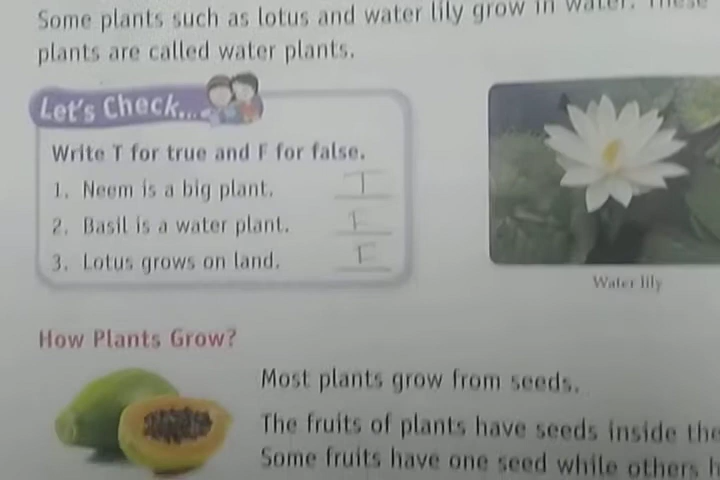 Some plants such as lotus and water lily grow in water. These
plants are called water plants.
Let's Check...
Write T for true and F for false.
1. Neem is a big plant. T
2. Basil is a water plant. F
3. Lotus grows on land. F
Water lily
How Plants Grow?
Most plants grow from seeds.
The fruits of plants have seeds inside the
Some fruits have one seed while others